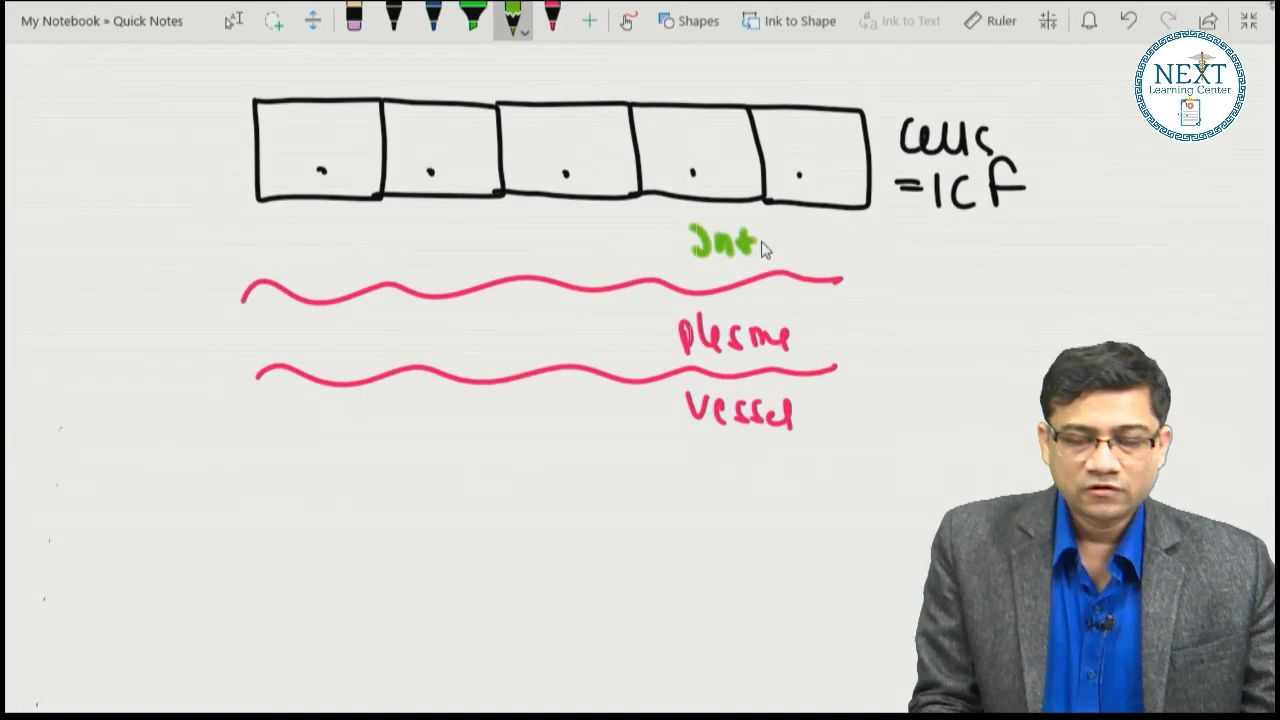 My Notebook » Quick Notes
Shapes
Ink to Shape
Ink to Text
Ruler
NEXT
Learning Center
Cells
=ICF
Int
Plesme
Vessel